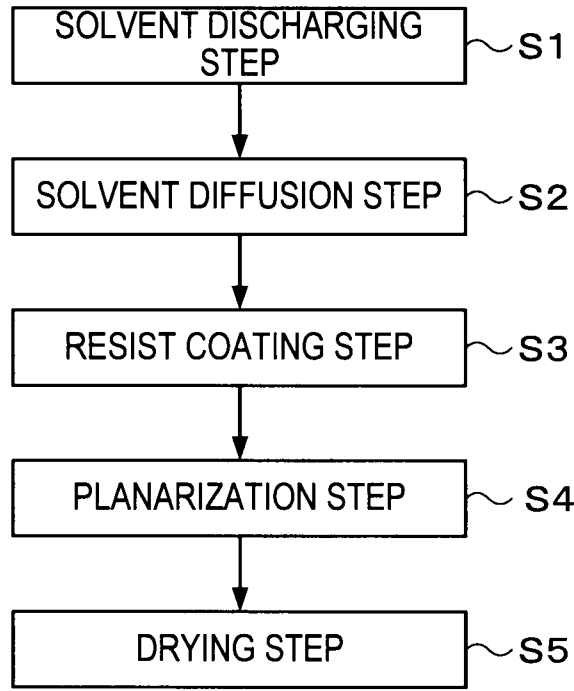 SOLVENT DISCHARGING
STEP
S1
SOLVENT DIFFUSION STEP
S2
RESIST COATING STEP
S3
PLANARIZATION STEP
S4
DRYING STEP
S5